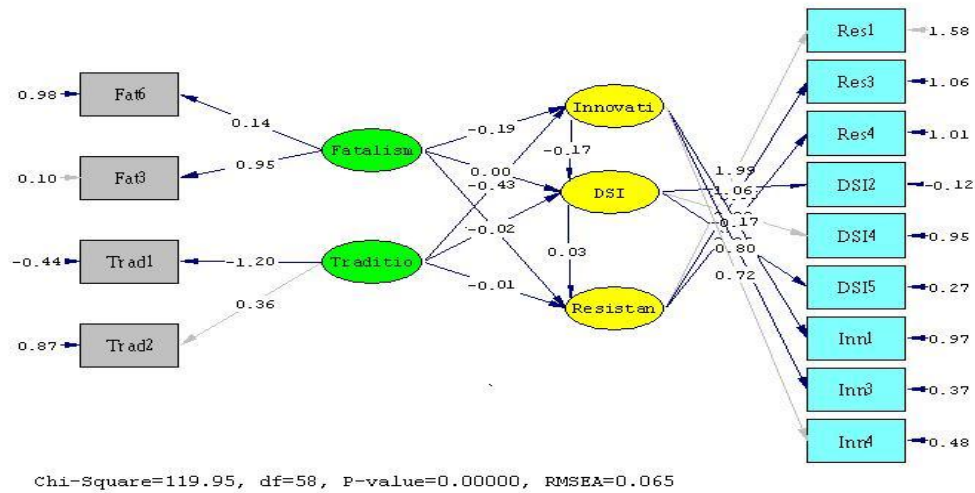 Res1
1.58
Res3
1.06
0.98
Fat6
Innovati
Res4
1.01
0.14
-0.19
Fatalism
-0.17
0.95
0.00
1.99
-0.43
1.06
0.10
Fat3
DSI
DSI2
-0.12
-0.17
-0.02
DSI4
0.95
0.80
-0.44
Trad1
-1.20
Traditio
0.03
0.72
-0.01
DSI5
0.27
0.36
Resistan
0.87
Trad2
Inn1
0.97
Inn3
0.37
Inn4
0.48
Chi-Square=119.95, df=58, P-value=0.00000, RMSEA=0.065